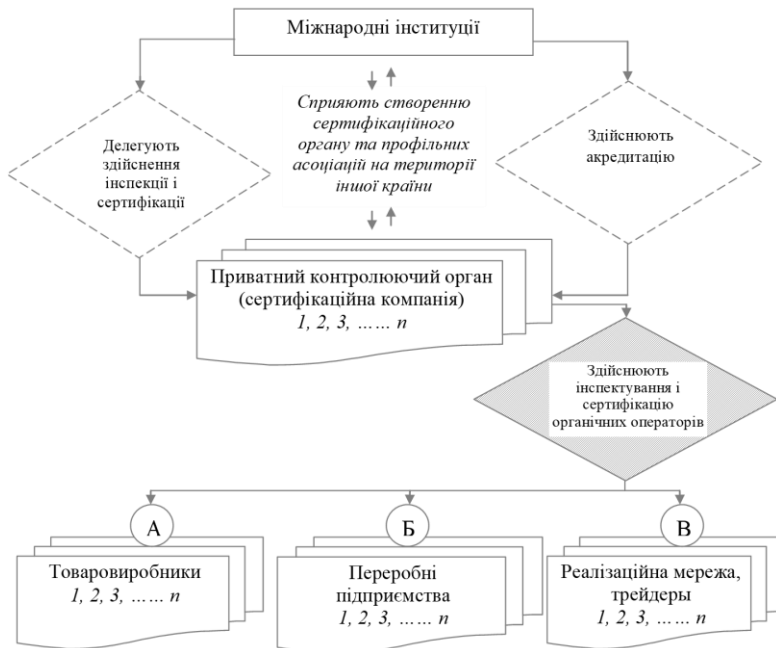 Міжнародні інституції
Делегують
здійснення
інспекції і
сертифікації
Сприяють створенню
сертифікаційного
органу та профільних
асоціацій на території
іншої країни
Здійснюють
акредитацію
Приватний контролюючий орган
(сертифікаційна компанія)
1, 2, 3, …… n
Здійснюють
інспектування і
сертифікацію
органічних операторів
А
Товаровиробники
1, 2, 3, …… n
Б
Переробні
підприємства
1, 2, 3, …… n
В
Реалізаційна мережа,
трейдеры
1, 2, 3, …… n